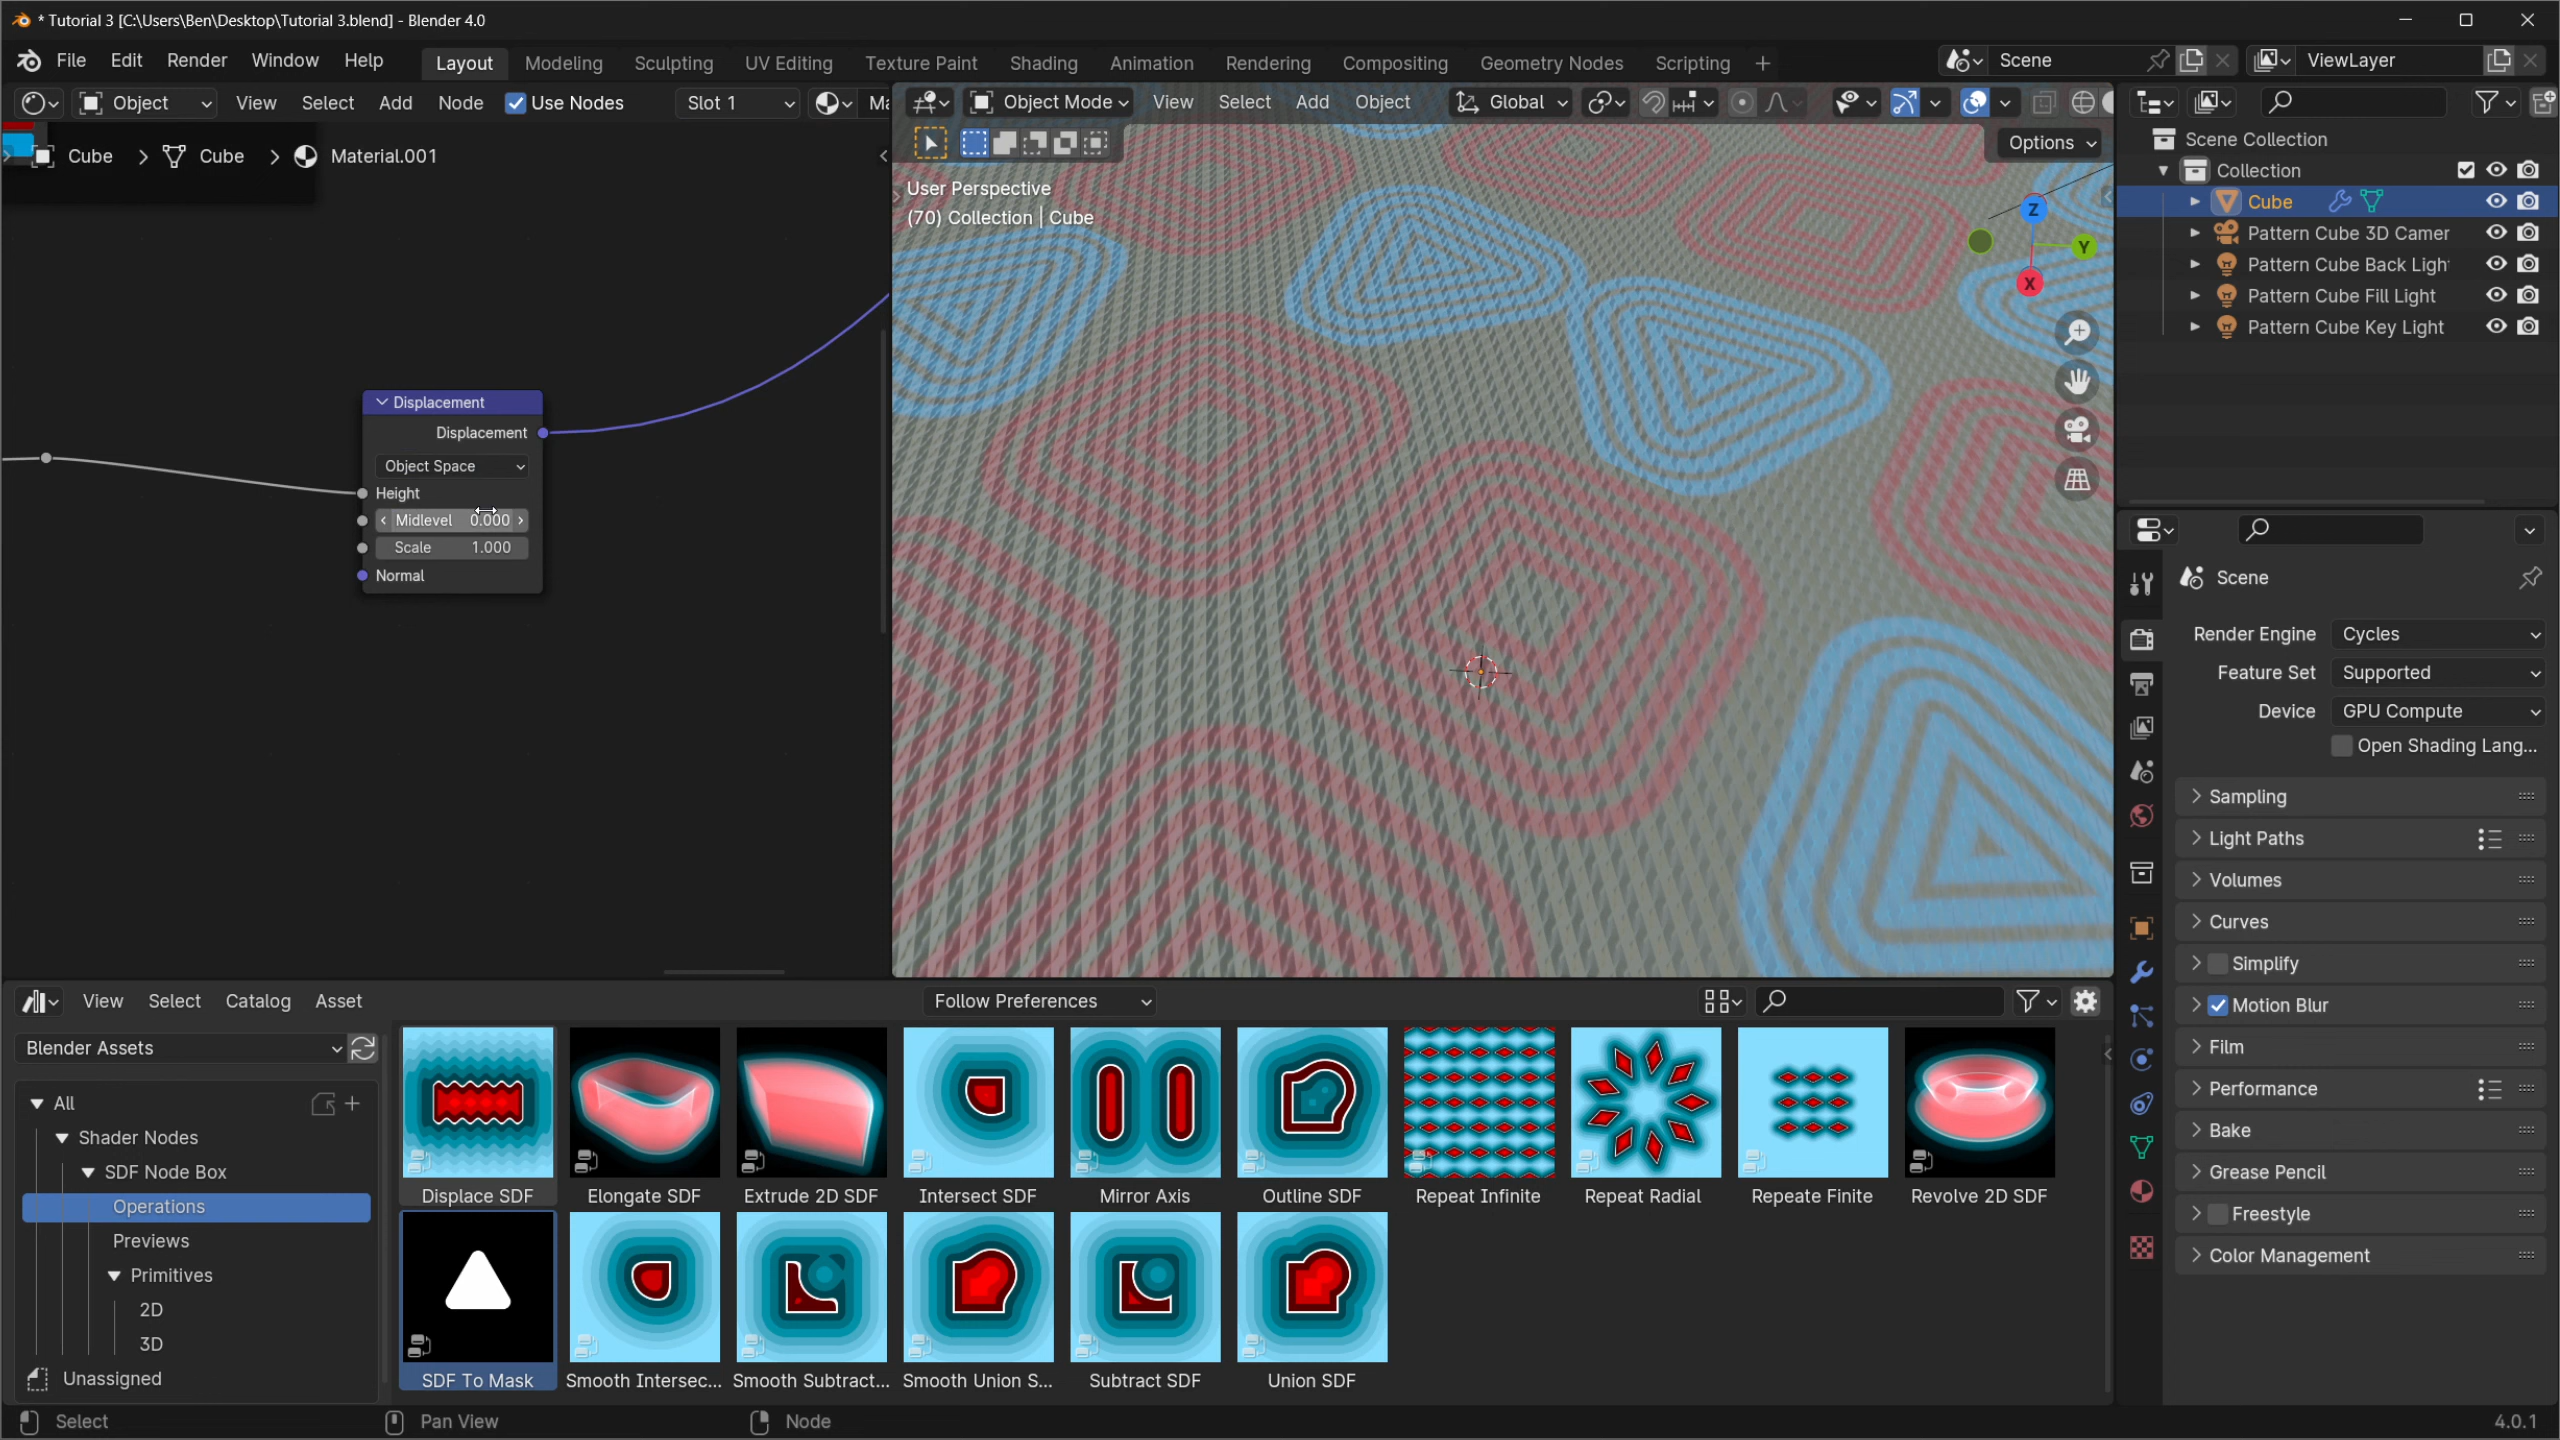 * Tutorial 3 [C:\Users\Ben\Desktop\Tutorial 3.blend] - Blender 4.0
File Edit Render Window Help Layout Modeling Sculpting UV Editing Texture Paint Shading Animation Rendering Compositing Geometry Nodes Scripting + Scene ViewLayer
Object View Select Add Node Use Nodes Slot 1 Ma
Object Mode View Select Add Object Global
Options
Cube > Cube > Material.001
User Perspective
(70) Collection | Cube
Z
Y
X
Displacement
Displacement
Object Space
Height
Midlevel 0.000
Scale 1.000
Normal
Scene Collection
Collection
Cube
Pattern Cube 3D Camer
Pattern Cube Back Ligh
Pattern Cube Fill Light
Pattern Cube Key Light
Scene
Render Engine Cycles
Feature Set Supported
Device GPU Compute
Open Shading Lang...
Sampling
Light Paths
Volumes
Curves
Simplify
Motion Blur
Film
Performance
Bake
Grease Pencil
Freestyle
Color Management
View Select Catalog Asset Follow Preferences
Blender Assets
All
Shader Nodes
SDF Node Box
Operations
Previews
Primitives
2D
3D
Unassigned
Displace SDF Elongate SDF Extrude 2D SDF Intersect SDF Mirror Axis Outline SDF Repeat Infinite Repeat Radial Repeate Finite Revolve 2D SDF
SDF To Mask Smooth Intersec... Smooth Subtract... Smooth Union S... Subtract SDF Union SDF
Select Pan View Node 4.0.1